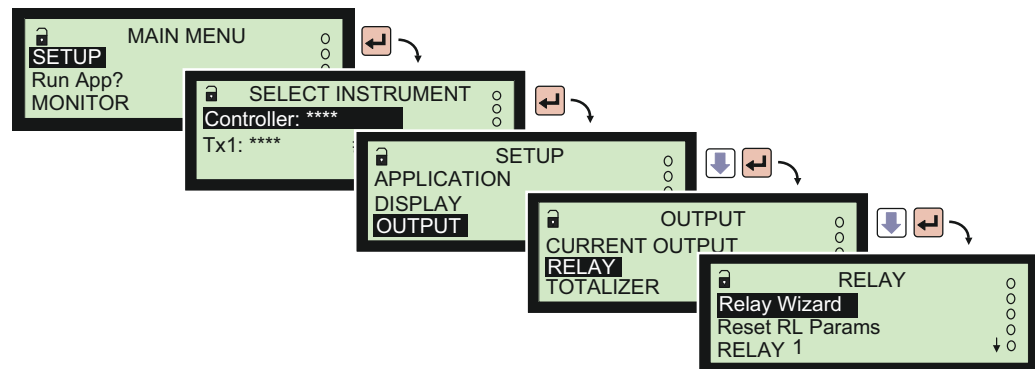 MAIN MENU
SETUP
Run App?
MONITOR
SELECT INSTRUMENT
Controller: ****
Tx1: ****
SETUP
APPLICATION
DISPLAY
OUTPUT
OUTPUT
CURRENT OUTPUT
RELAY
TOTALIZER
RELAY
Relay Wizard
Reset RL Params
RELAY 1